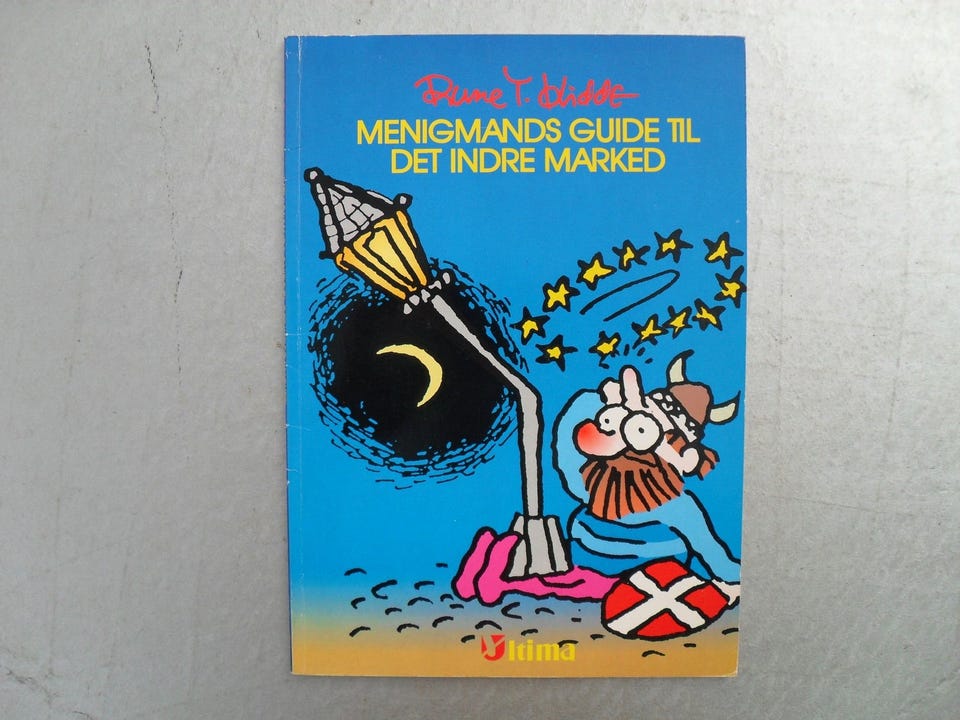 Rune T. Kidde
MENIGMANDS GUIDE TIL
DET INDRE MARKED
Ultima